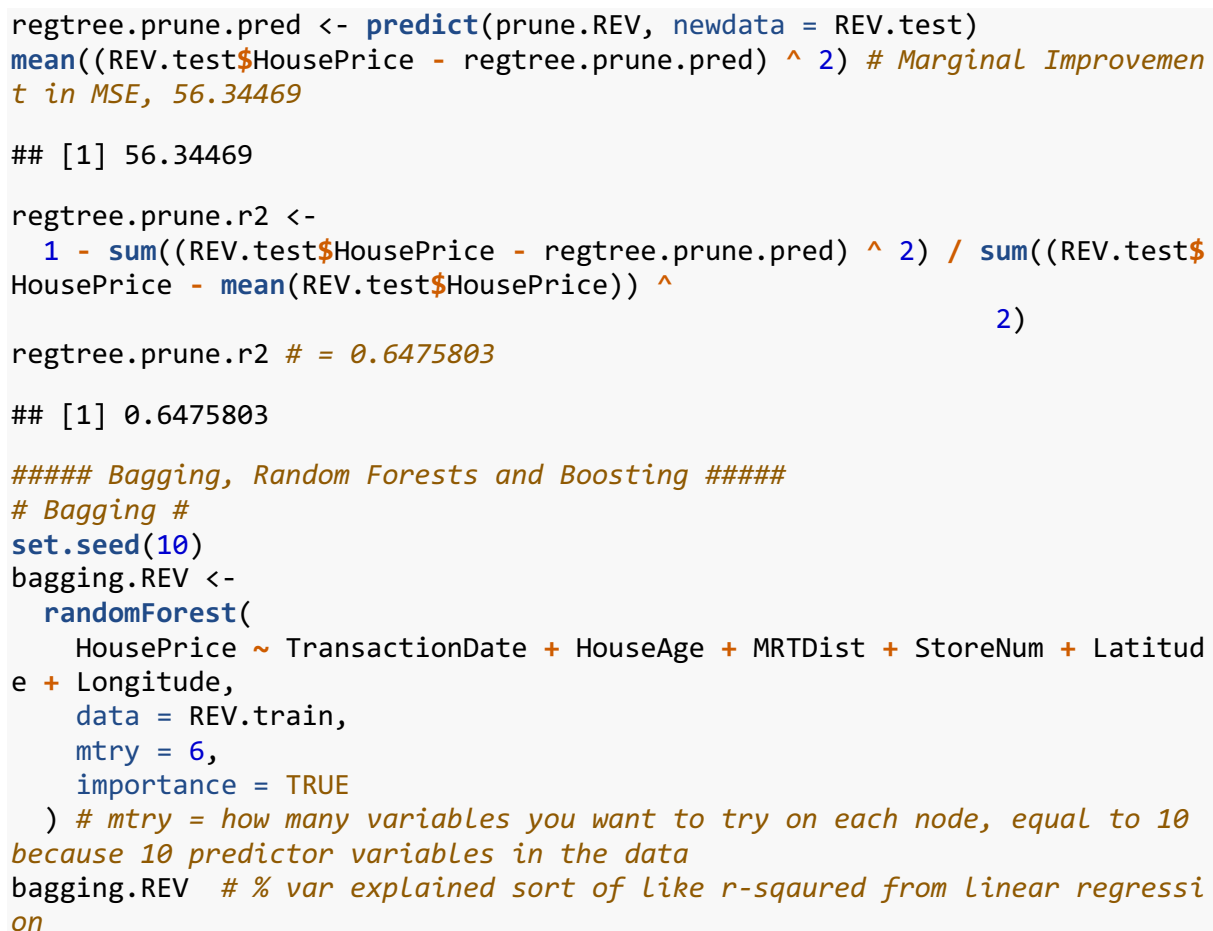 regtree.prune.pred <- predict(prune.REV, newdata = REV.test)
mean((REV.test$HousePrice - regtree.prune.pred) ^ 2) # Marginal Improvemen
t in MSE, 56.34469
## [1] 56.34469
regtree.prune.r2 <-
  1 - sum((REV.test$HousePrice - regtree.prune.pred) ^ 2) / sum((REV.test$
HousePrice - mean(REV.test$HousePrice)) ^
                                                                2)
regtree.prune.r2 # = 0.6475803
## [1] 0.6475803
##### Bagging, Random Forests and Boosting #####
# Bagging #
set.seed(10)
bagging.REV <-
  randomForest(
    HousePrice ~ TransactionDate + HouseAge + MRTDist + StoreNum + Latitud
e + Longitude,
    data = REV.train,
    mtry = 6,
    importance = TRUE
  ) # mtry = how many variables you want to try on each node, equal to 10
because 10 predictor variables in the data
bagging.REV  # % var explained sort of like r-sqaured from linear regressi
on